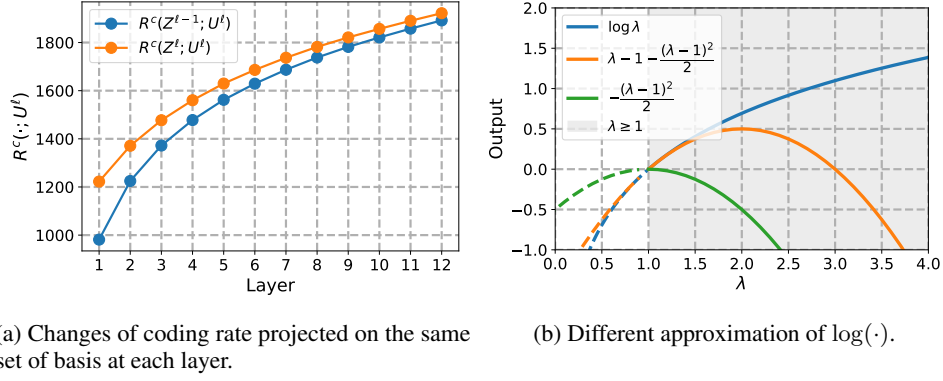 R^c(Z^{ℓ−1}; U^ℓ)
R^c(Z^ℓ; U^ℓ)
R^c(·; U^ℓ)
1800
1600
1400
1200
1000
1 2 3 4 5 6 7 8 9 10 11 12
Layer
log λ
λ − 1 − (λ−1)²/2
−(λ−1)²/2
λ ≥ 1
Output
2.0
1.5
1.0
0.5
0.0
−0.5
−1.0
0.0 0.5 1.0 1.5 2.0 2.5 3.0 3.5 4.0
λ
a) Changes of coding rate projected on the same
set of basis at each layer.
(b) Different approximation of log(·).